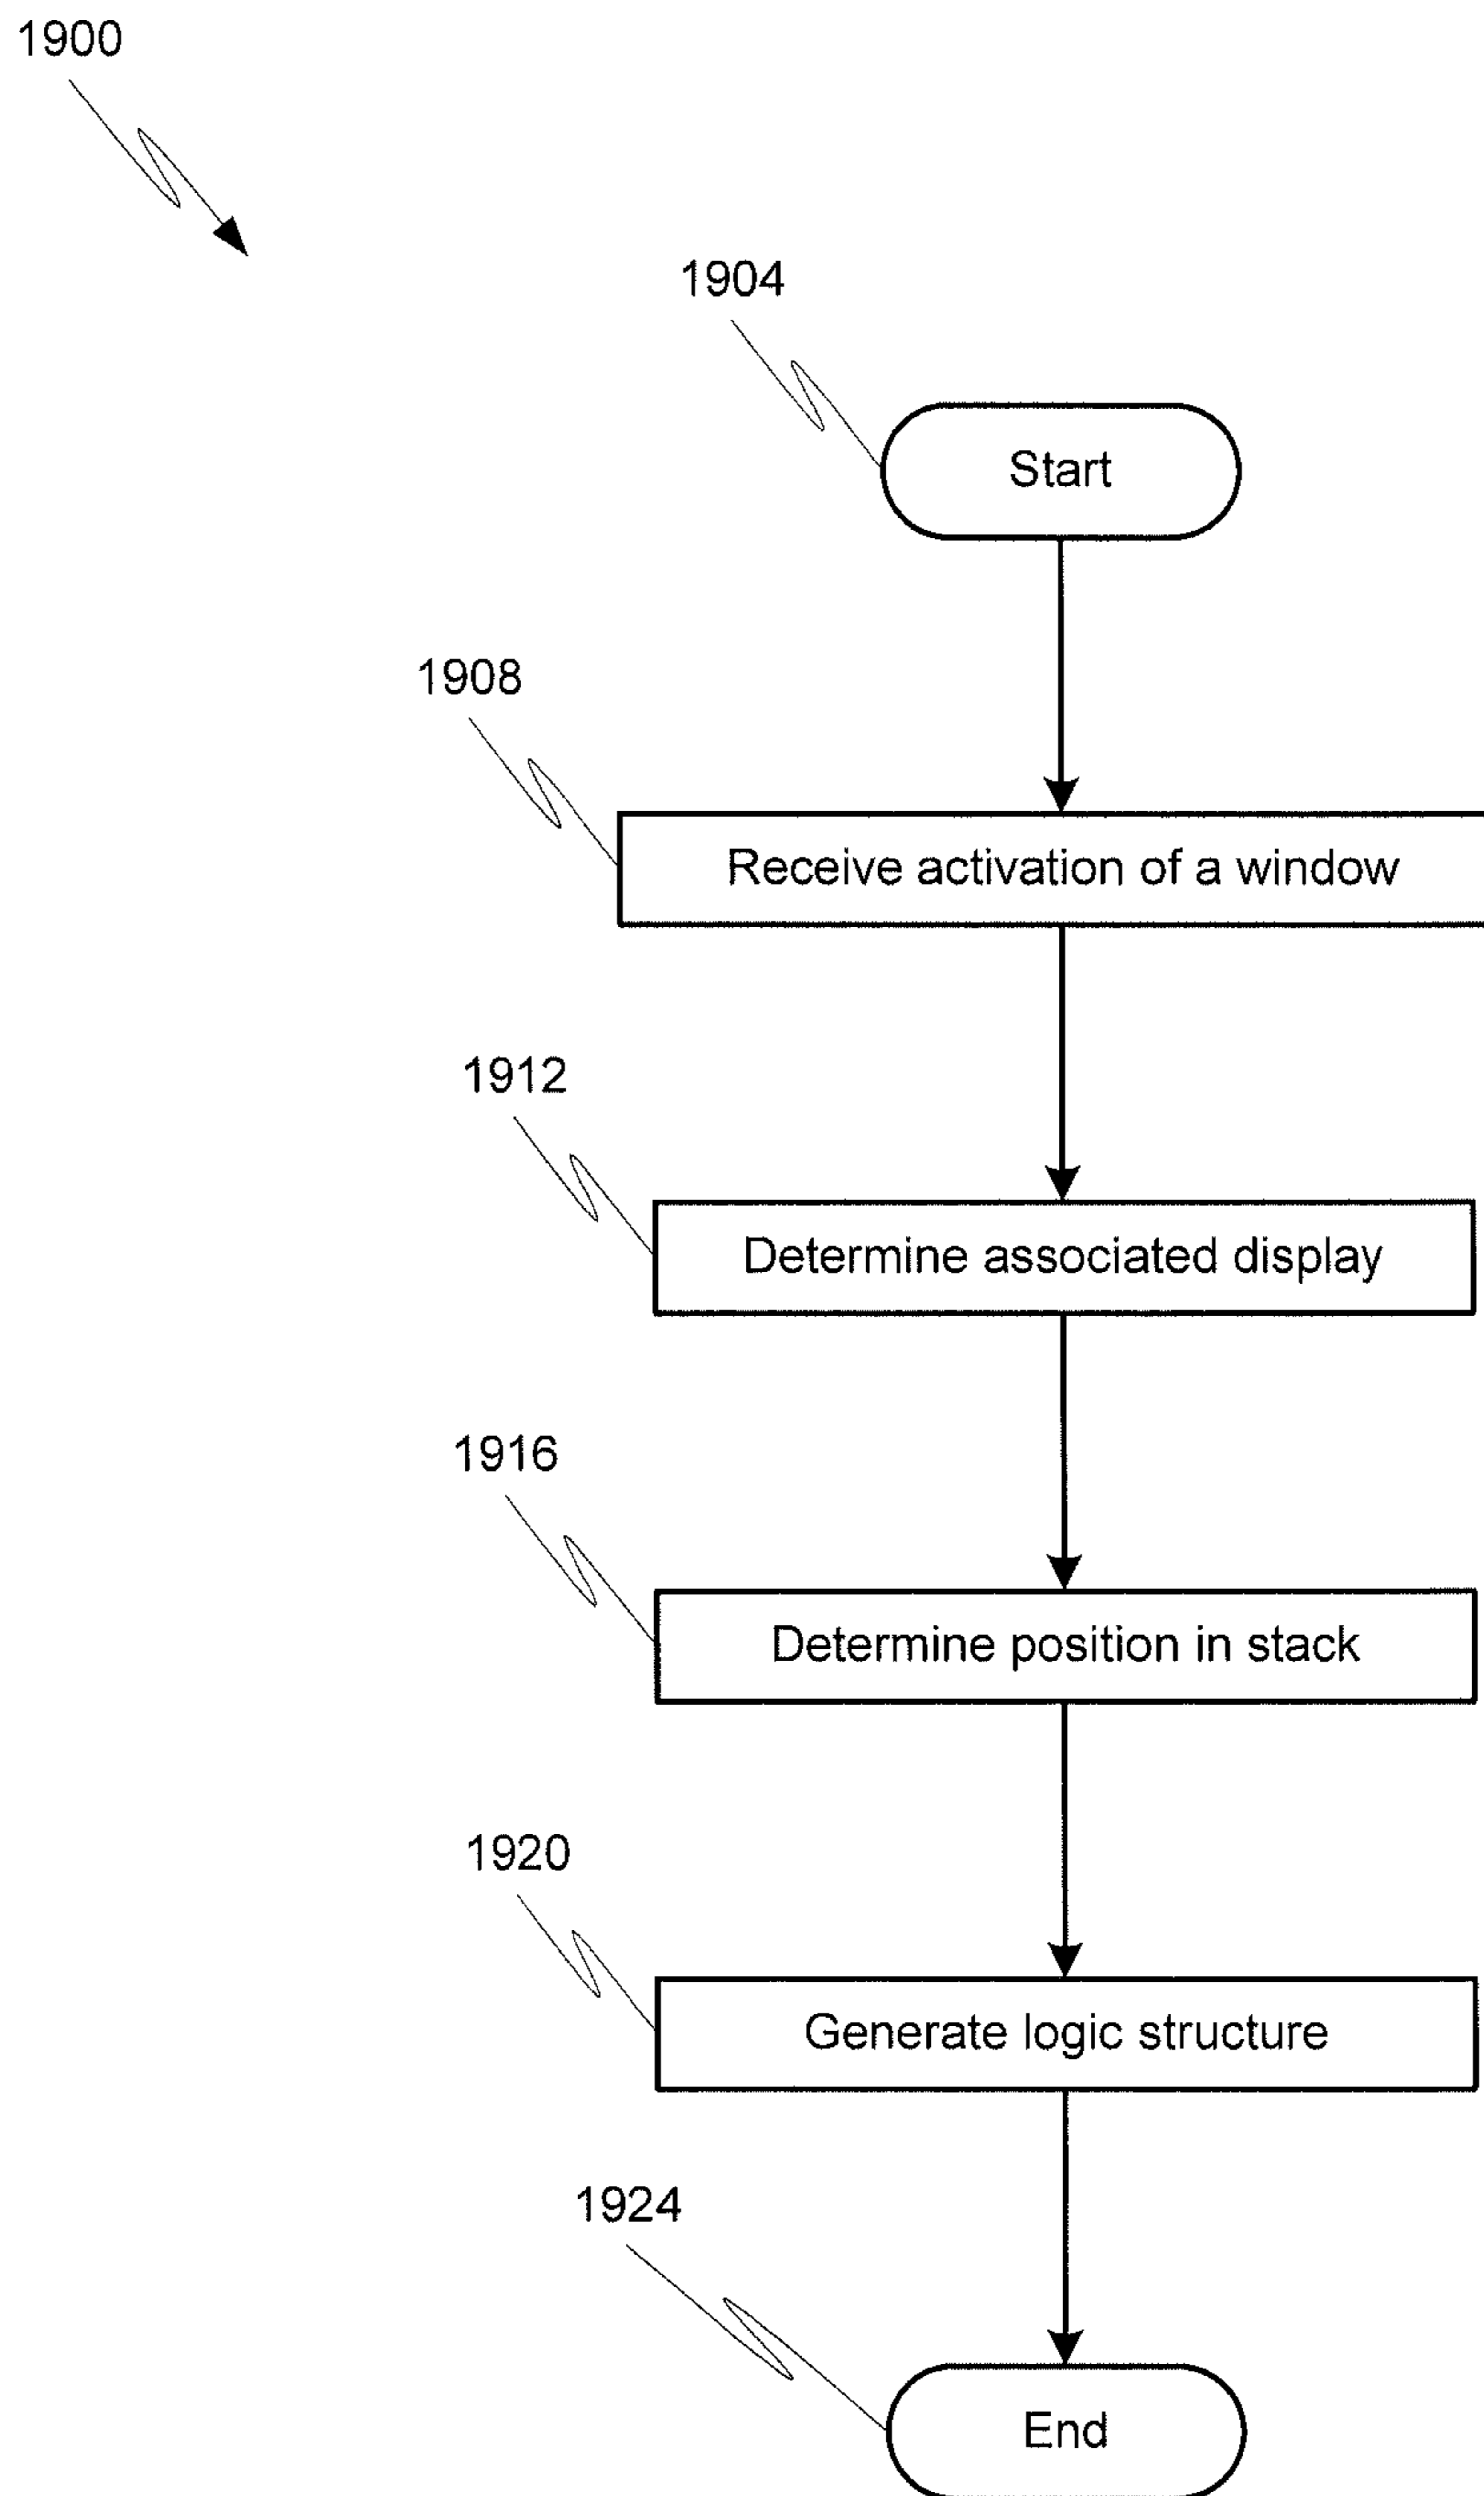 1900
1904
Start
1908
Receive activation of a window
1912
Determine associated display
1916
Determine position in stack
1920
Generate logic structure
1924
End